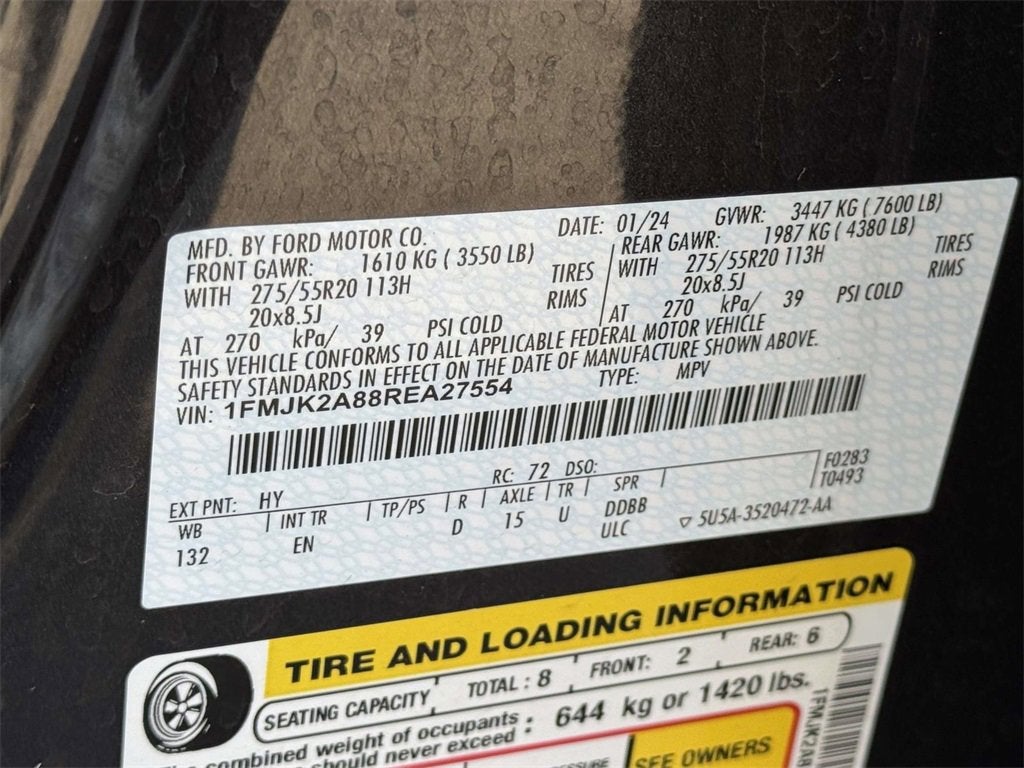 MFD. BY FORD MOTOR CO. DATE: 01/24 GVWR: 3447 KG ( 7600 LB)
FRONT GAWR: 1610 KG ( 3550 LB) REAR GAWR: 1987 KG ( 4380 LB)
WITH 275/55R20 113H TIRES WITH 275/55R20 113H TIRES
20x8.5J RIMS 20x8.5J RIMS
AT 270 kPa/ 39 PSI COLD AT 270 kPa/ 39 PSI COLD
THIS VEHICLE CONFORMS TO ALL APPLICABLE FEDERAL MOTOR VEHICLE
SAFETY STANDARDS IN EFFECT ON THE DATE OF MANUFACTURE SHOWN ABOVE.
VIN: 1FMJK2A88REA27554 TYPE: MPV
EXT PNT: HY RC: 72 DSO: F0283
WB INT TR TP/PS R AXLE TR SPR T0493
132 EN D 15 U DDBB
ULC ▽ 5U5A-3520472-AA
TIRE AND LOADING INFORMATION
SEATING CAPACITY TOTAL : 8 FRONT: 2 REAR: 6
combined weight of occupants : 644 kg or 1420 lbs.
should never exceed
SEE OWNERS
1FMJK2A8